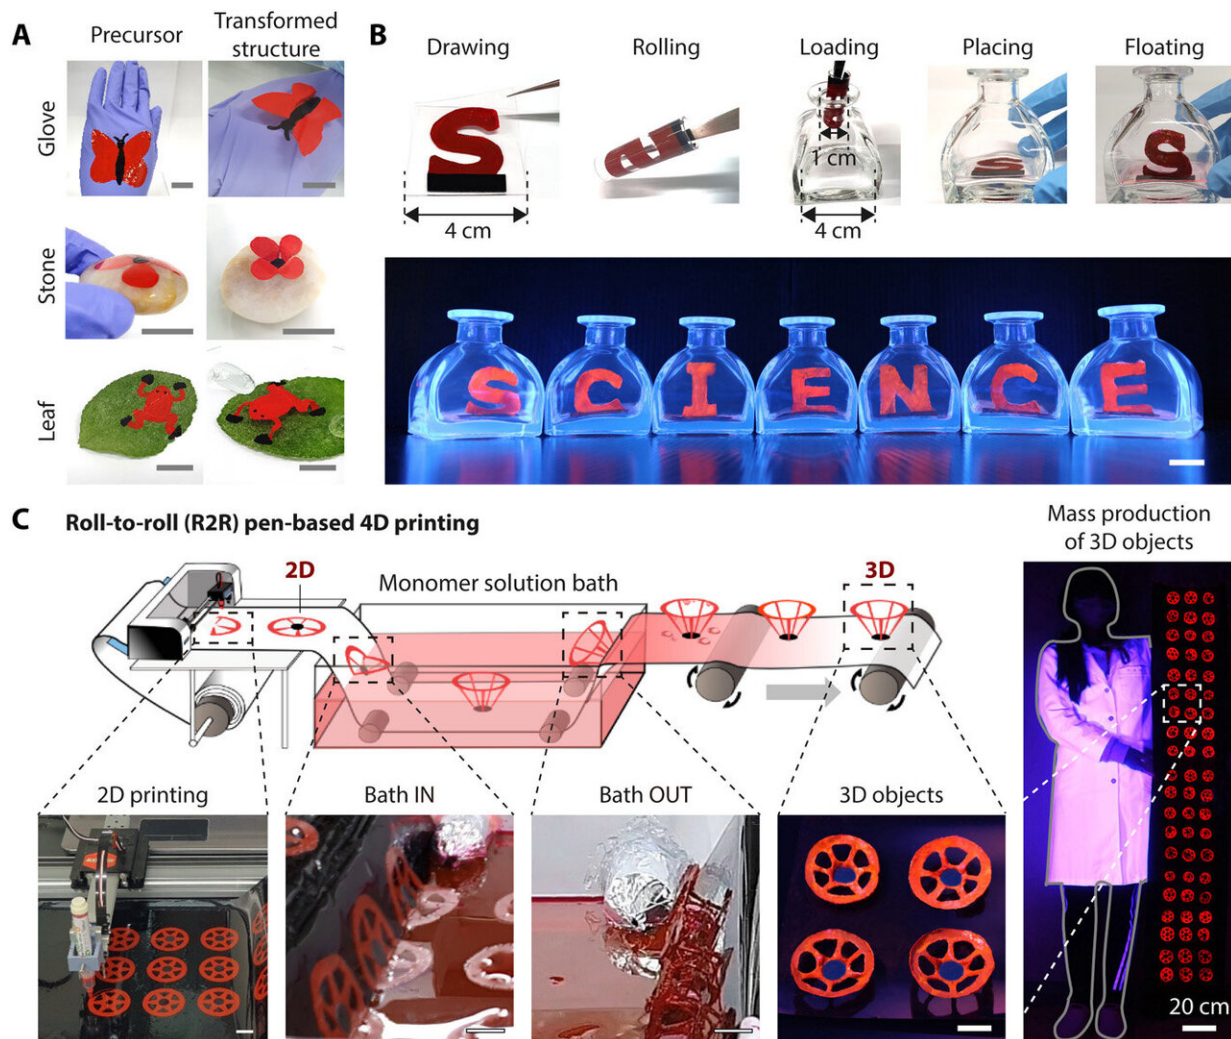 A
Precursor
Transformed
structure
Glove
Stone
Leaf
B
Drawing
Rolling
Loading
Placing
Floating
4 cm
1 cm
4 cm
S C I E N C E
C
Roll-to-roll (R2R) pen-based 4D printing
2D
Monomer solution bath
3D
Mass production
of 3D objects
2D printing
Bath IN
Bath OUT
3D objects
20 cm